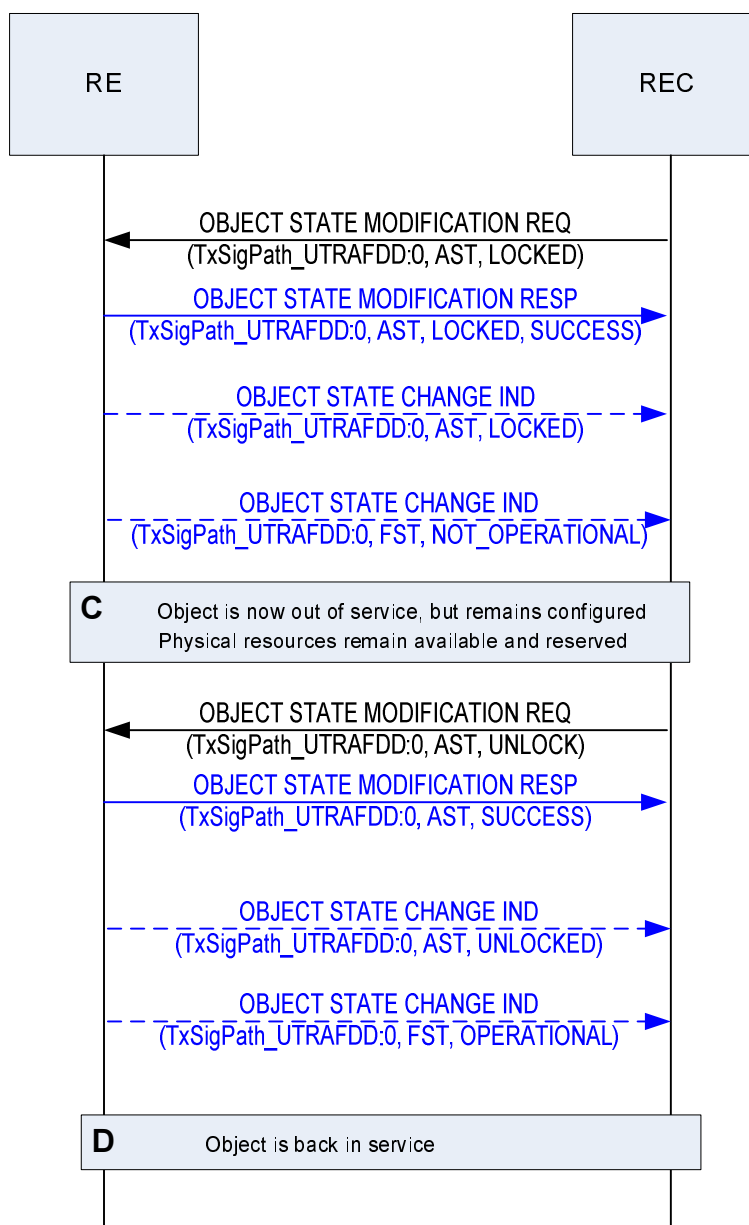 RE
REC
OBJECT STATE MODIFICATION REQ
(TxSigPath_UTRAFDD:0, AST, LOCKED)
OBJECT STATE MODIFICATION RESP
(TxSigPath_UTRAFDD:0, AST, LOCKED, SUCCESS)
OBJECT STATE CHANGE IND
(TxSigPath_UTRAFDD:0, AST, LOCKED)
OBJECT STATE CHANGE IND
(TxSigPath_UTRAFDD:0, FST, NOT_OPERATIONAL)
C Object is now out of service, but remains configured
Physical resources remain available and reserved
OBJECT STATE MODIFICATION REQ
(TxSigPath_UTRAFDD:0, AST, UNLOCK)
OBJECT STATE MODIFICATION RESP
(TxSigPath_UTRAFDD:0, AST, SUCCESS)
OBJECT STATE CHANGE IND
(TxSigPath_UTRAFDD:0, AST, UNLOCKED)
OBJECT STATE CHANGE IND
(TxSigPath_UTRAFDD:0, FST, OPERATIONAL)
D Object is back in service